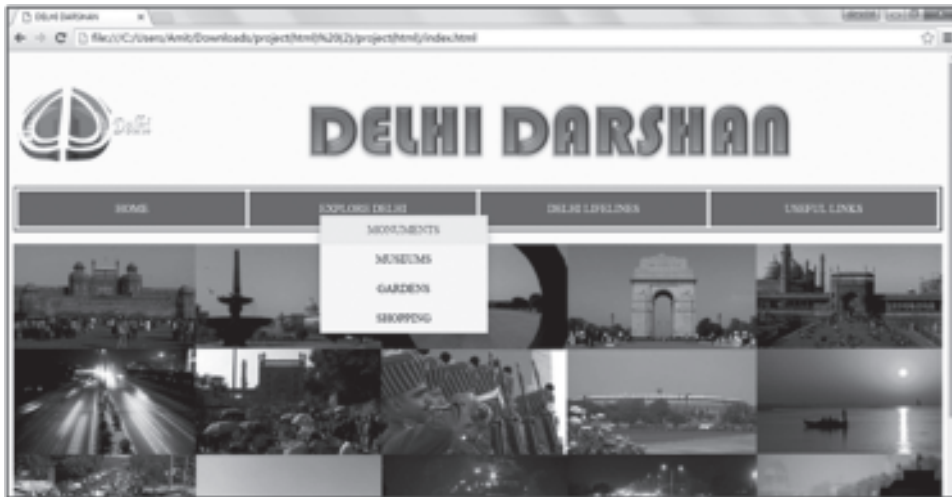 DELHI DARSHAN
file:///C:/Users/Amit/Downloads/project(html)%20(2)/project(html)/index.html
Delhi
DELHI DARSHAN
HOME EXPLORE DELHI DELHI LIFELINES USEFUL LINKS
MONUMENTS
MUSEUMS
GARDENS
SHOPPING